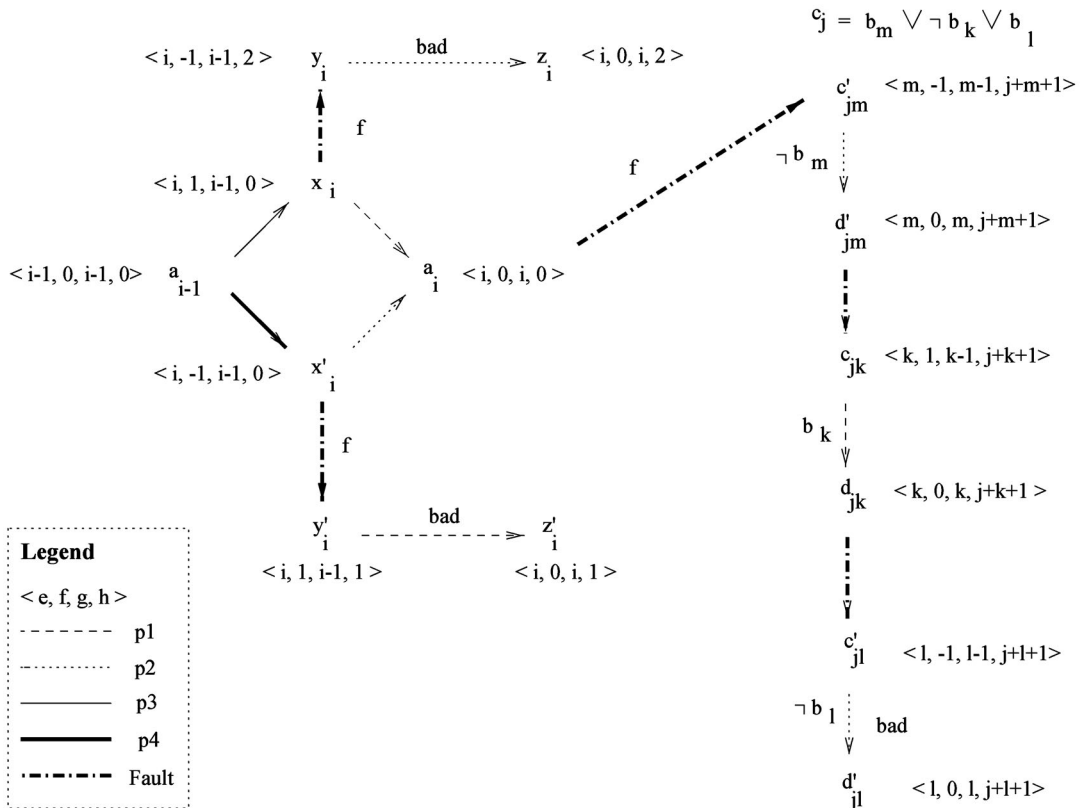 c_j = b_m ∨ ¬ b_k ∨ b_l
< i, -1, i-1, 2 > y_i bad z_i < i, 0, i, 2 >
c'_jm < m, -1, m-1, j+m+1>
f
¬ b_m
f
< i, 1, i-1, 0 > x_i
d'_jm < m, 0, m, j+m+1>
< i-1, 0, i-1, 0> a_i-1 a_i < i, 0, i, 0 >
c_jk < k, 1, k-1, j+k+1>
< i, -1, i-1, 0 > x'_i
b_k
f
d_jk < k, 0, k, j+k+1 >
y'_i bad z'_i
< i, 1, i-1, 1 > < i, 0, i, 1 >
c'_jl < l, -1, l-1, j+l+1>
¬ b_l bad
d'_jl < l, 0, l, j+l+1 >
Legend
< e, f, g, h >
p1
p2
p3
p4
Fault